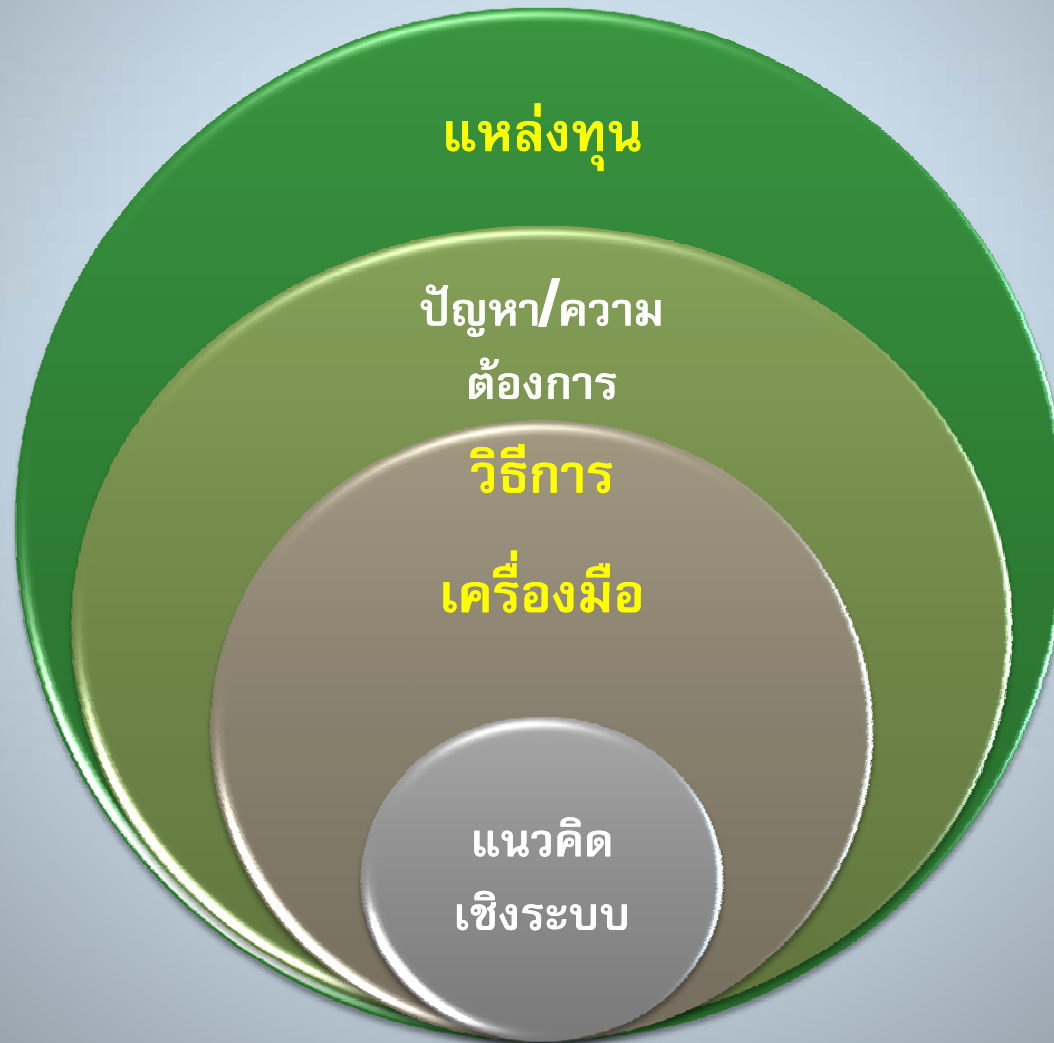 แหล่งทุน
ปัญหา/ความ
ต้องการ
วิธีการ
เครื่องมือ
แนวคิด
เชิงระบบ